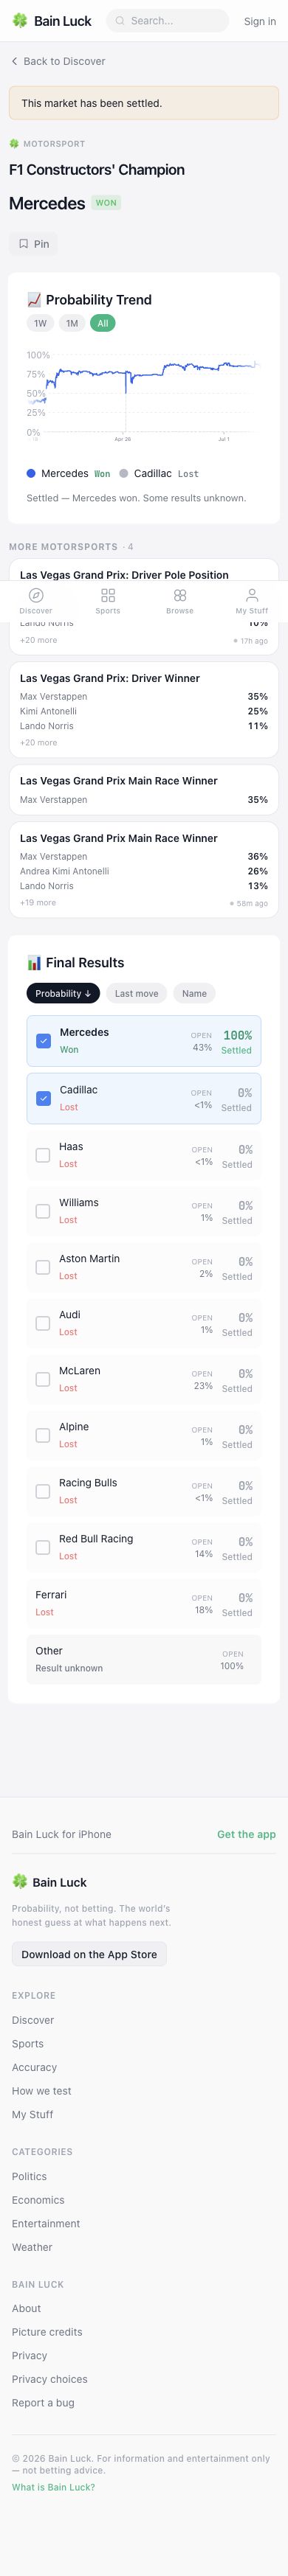 Bain Luck
Search...
Sign in
Back to Discover
This market has been settled.
MOTORSPORT
F1 Constructors' Champion
Mercedes WON
Pin
Probability Trend
1W 1M All
100%
75%
50%
25%
0%
Apr 26 Jul 1
Mercedes Won Cadillac Lost
Settled — Mercedes won. Some results unknown.
MORE MOTORSPORTS · 4
Las Vegas Grand Prix: Driver Pole Position
Discover Sports Browse My Stuff
Lando Norris 10%
+20 more 17h ago
Las Vegas Grand Prix: Driver Winner
Max Verstappen 35%
Kimi Antonelli 25%
Lando Norris 11%
+20 more
Las Vegas Grand Prix Main Race Winner
Max Verstappen 35%
Las Vegas Grand Prix Main Race Winner
Max Verstappen 36%
Andrea Kimi Antonelli 26%
Lando Norris 13%
+19 more 58m ago
Final Results
Probability ↓ Last move Name
Mercedes OPEN 100%
Won 43% Settled
Cadillac OPEN 0%
Lost <1% Settled
Haas OPEN 0%
Lost <1% Settled
Williams OPEN 0%
Lost 1% Settled
Aston Martin OPEN 0%
Lost 2% Settled
Audi OPEN 0%
Lost 1% Settled
McLaren OPEN 0%
Lost 23% Settled
Alpine OPEN 0%
Lost 1% Settled
Racing Bulls OPEN 0%
Lost <1% Settled
Red Bull Racing OPEN 0%
Lost 14% Settled
Ferrari OPEN 0%
Lost 18% Settled
Other OPEN
Result unknown 100%
Bain Luck for iPhone Get the app
Bain Luck
Probability, not betting. The world's
honest guess at what happens next.
Download on the App Store
EXPLORE
Discover
Sports
Accuracy
How we test
My Stuff
CATEGORIES
Politics
Economics
Entertainment
Weather
BAIN LUCK
About
Picture credits
Privacy
Privacy choices
Report a bug
© 2026 Bain Luck. For information and entertainment only
— not betting advice.
What is Bain Luck?